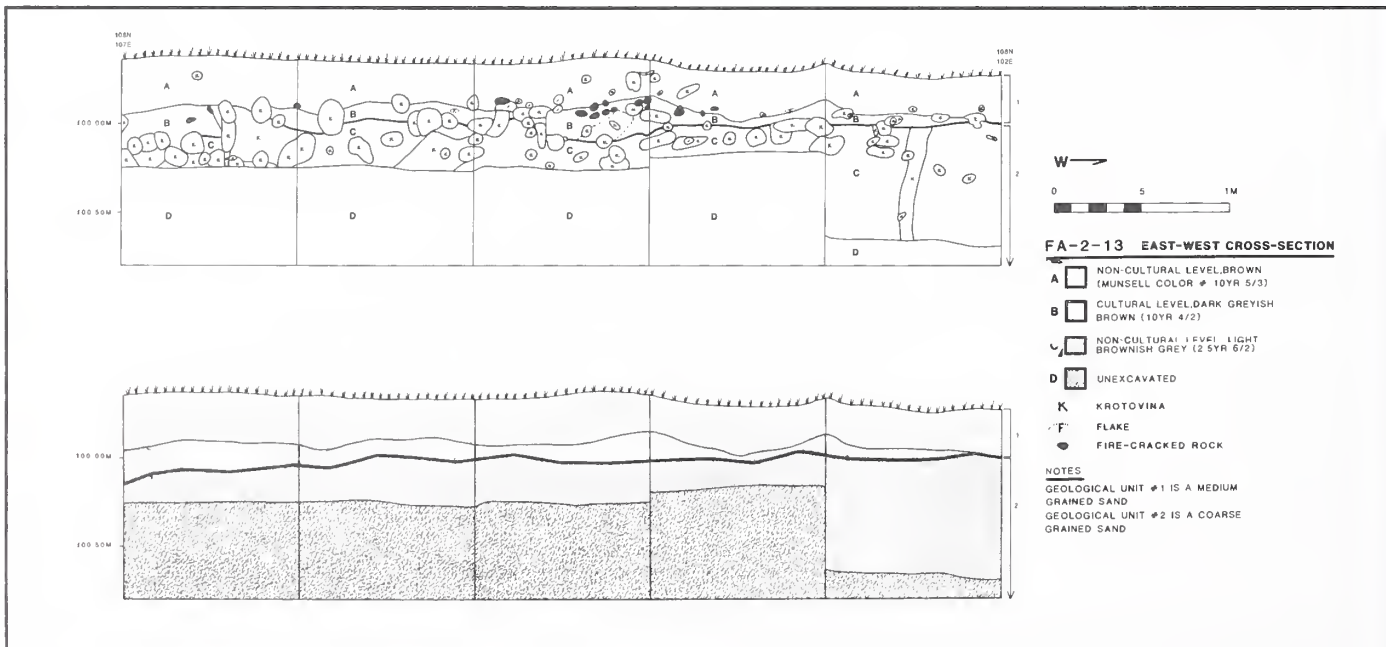 108N
107E
108N
102E
A
A
A
A
A
B
B
B
B
B
C
C
C
C
C
D
D
D
D
D
1
2
100 00M
100 50M
W
0 5 1M
FA-2-13 EAST-WEST CROSS-SECTION
A NON-CULTURAL LEVEL, BROWN
(MUNSELL COLOR # 10YR 5/3)
B CULTURAL LEVEL, DARK GREYISH
BROWN (10YR 4/2)
C NON-CULTURAL LEVEL LIGHT
BROWNISH GREY (2 5YR 6/2)
D UNEXCAVATED
K KROTOVINA
F FLAKE
FIRE-CRACKED ROCK
NOTES
GEOLOGICAL UNIT #1 IS A MEDIUM
GRAINED SAND
GEOLOGICAL UNIT #2 IS A COARSE
GRAINED SAND
100 00M
100 50M
1
2